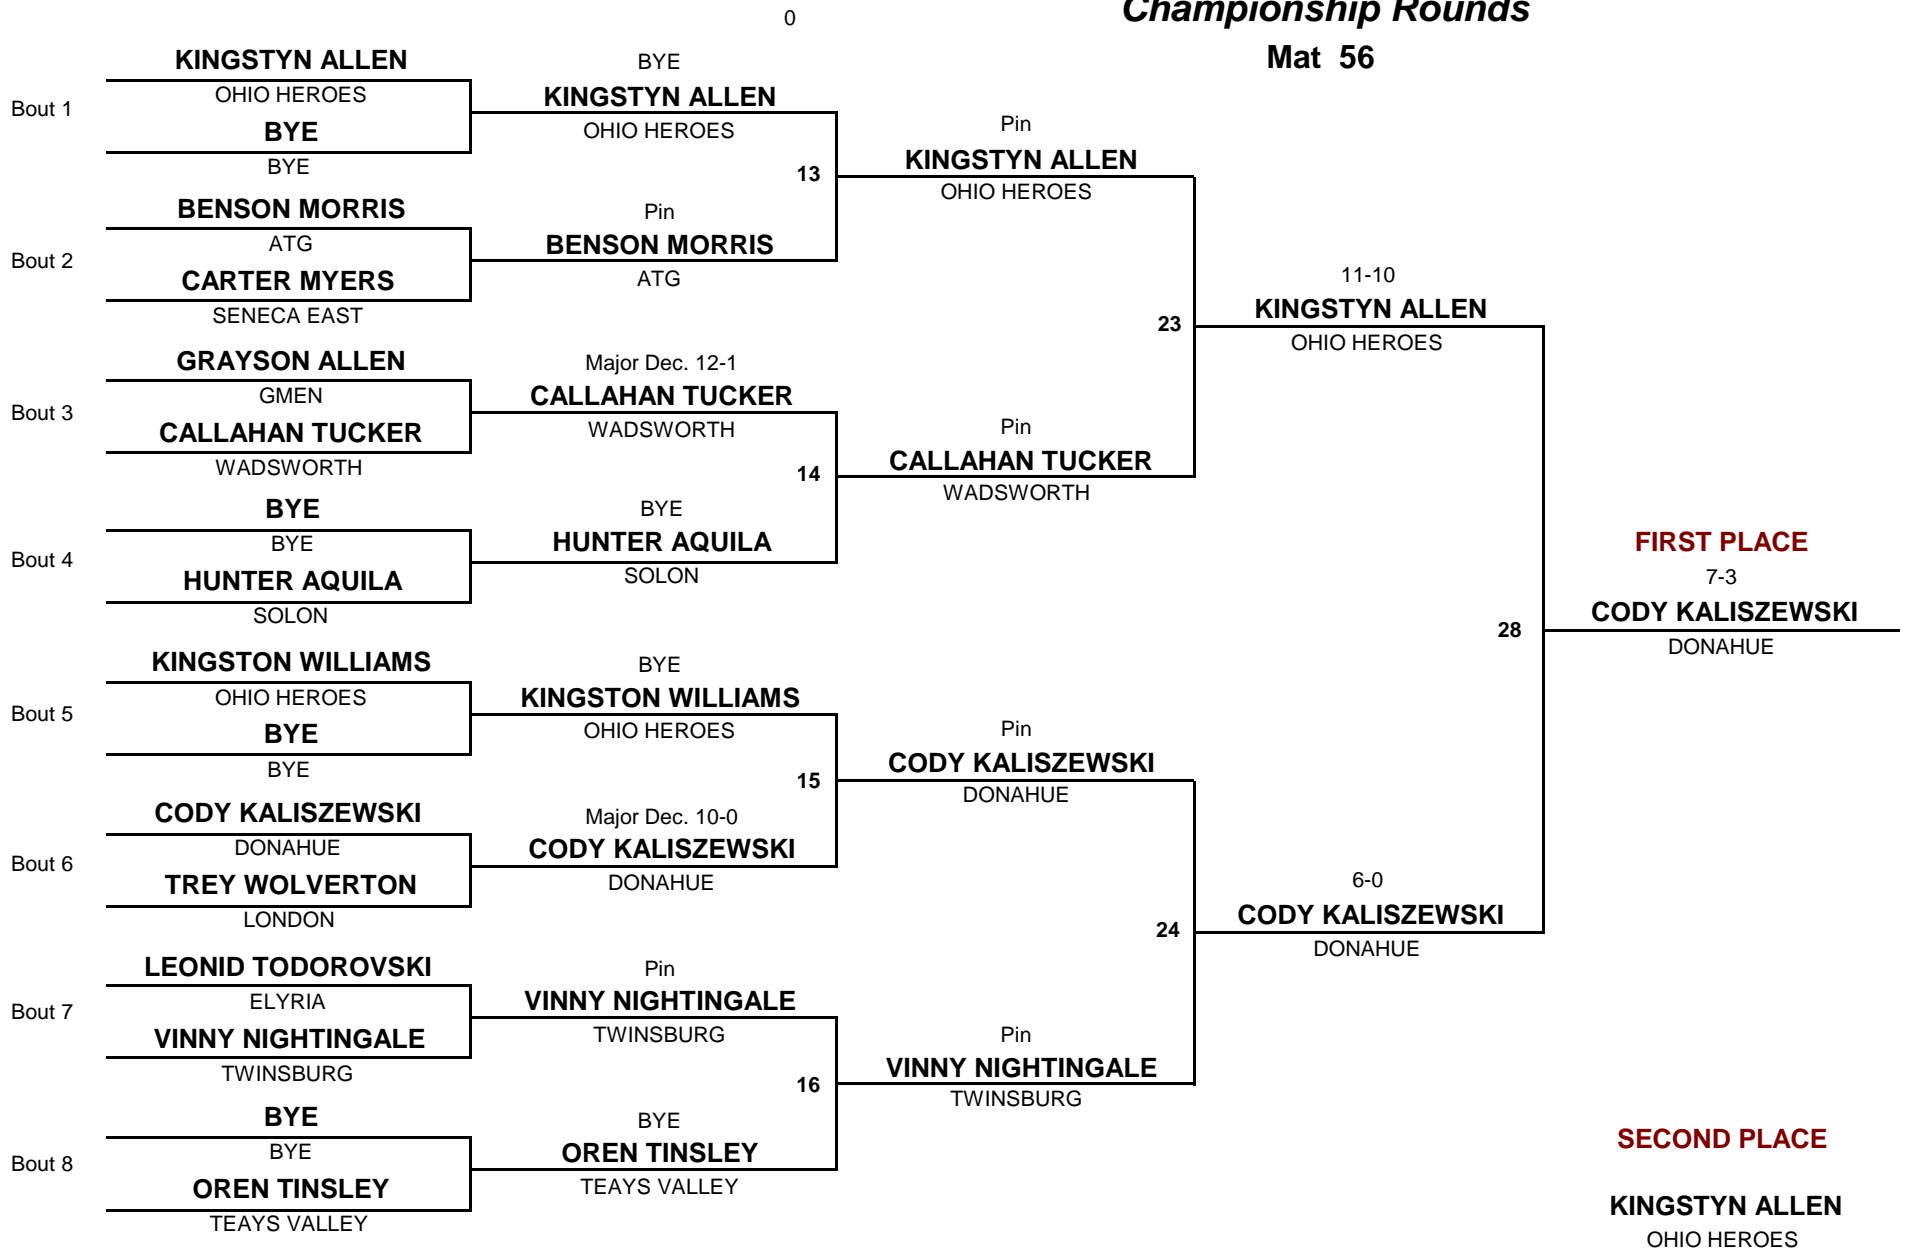 0
Championship Rounds
Mat 56
Bout 1
KINGSTYN ALLEN
OHIO HEROES
BYE
BYE
Bout 2
BENSON MORRIS
ATG
CARTER MYERS
SENECA EAST
Bout 3
GRAYSON ALLEN
GMEN
CALLAHAN TUCKER
WADSWORTH
Bout 4
BYE
BYE
HUNTER AQUILA
SOLON
Bout 5
KINGSTON WILLIAMS
OHIO HEROES
BYE
BYE
Bout 6
CODY KALISZEWSKI
DONAHUE
TREY WOLVERTON
LONDON
Bout 7
LEONID TODOROVSKI
ELYRIA
VINNY NIGHTINGALE
TWINSBURG
Bout 8
BYE
BYE
OREN TINSLEY
TEAYS VALLEY
BYE
KINGSTYN ALLEN
OHIO HEROES
13
Pin
BENSON MORRIS
ATG
Major Dec. 12-1
CALLAHAN TUCKER
WADSWORTH
14
BYE
HUNTER AQUILA
SOLON
BYE
KINGSTON WILLIAMS
OHIO HEROES
15
Major Dec. 10-0
CODY KALISZEWSKI
DONAHUE
Pin
VINNY NIGHTINGALE
TWINSBURG
16
BYE
OREN TINSLEY
TEAYS VALLEY
Pin
KINGSTYN ALLEN
OHIO HEROES
23
Pin
CALLAHAN TUCKER
WADSWORTH
Pin
CODY KALISZEWSKI
DONAHUE
24
Pin
VINNY NIGHTINGALE
TWINSBURG
11-10
KINGSTYN ALLEN
OHIO HEROES
28
6-0
CODY KALISZEWSKI
DONAHUE
FIRST PLACE
7-3
CODY KALISZEWSKI
DONAHUE
SECOND PLACE
KINGSTYN ALLEN
OHIO HEROES